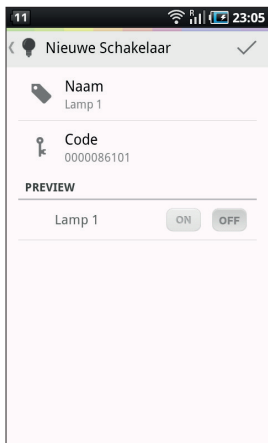 11
R
23:05
Nieuwe Schakelaar
Naam
Lamp 1
Code
0000086101
PREVIEW
Lamp 1
ON
OFF